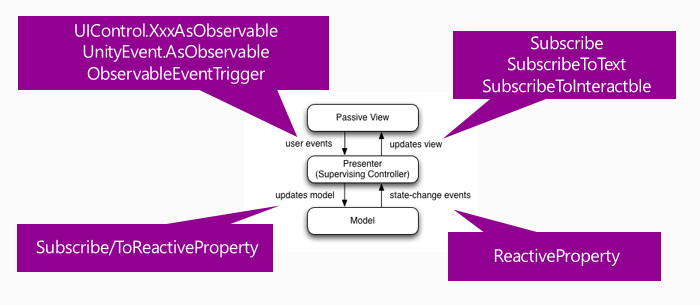 UIControl.XxxAsObservable
UnityEvent.AsObservable
ObservableEventTrigger
Subscribe
SubscribeToText
SubscribeToInteractble
Passive View
user events
updates view
Presenter
(Supervising Controller)
updates model
state-change events
Model
Subscribe/ToReactiveProperty
ReactiveProperty